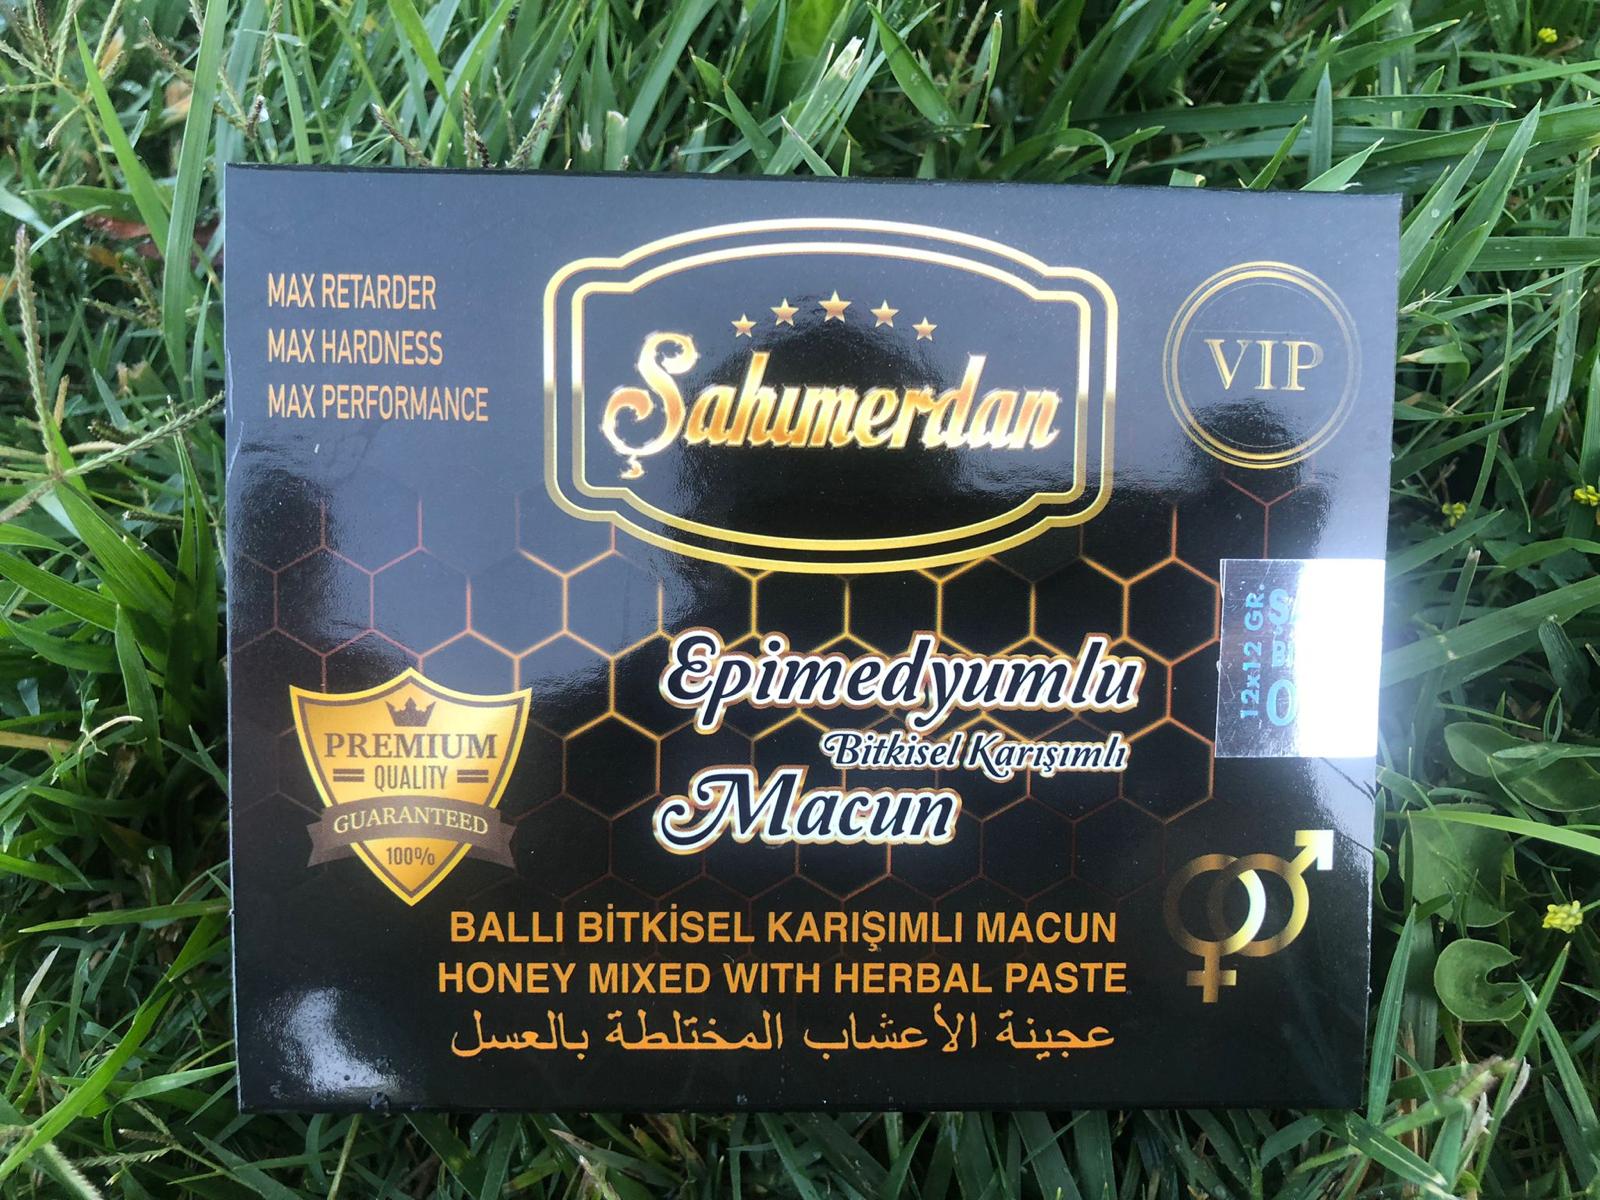 MAX RETARDER
MAX HARDNESS
MAX PERFORMANCE
Şahımerdan
VIP
12x12 GR.
Epimedyumlu
Bitkisel Karışımlı
Macun
PREMIUM
QUALITY
GUARANTEED
100%
BALLI BİTKİSEL KARIŞIMLI MACUN
HONEY MIXED WITH HERBAL PASTE
عجينة الأعشاب المختلطة بالعسل